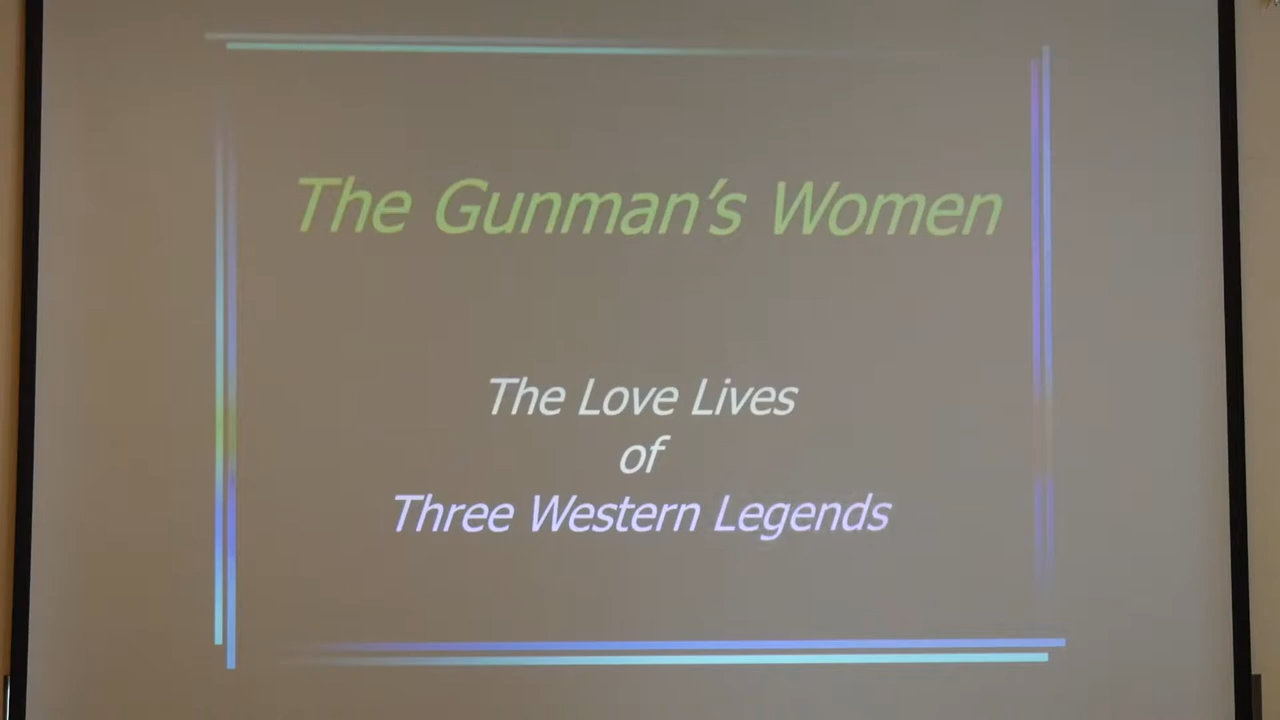 The Gunman's Women
The Love Lives
of
Three Western Legends